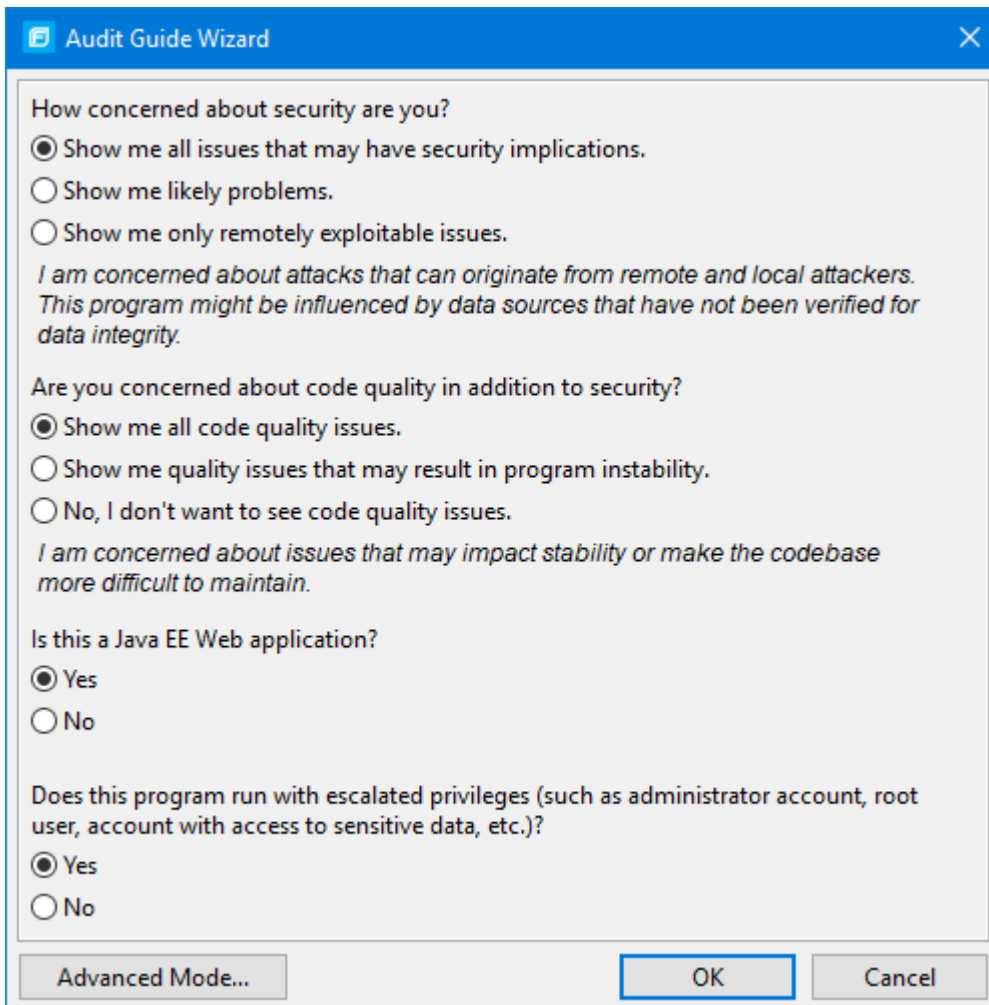 Audit Guide Wizard
How concerned about security are you?
Show me all issues that may have security implications.
Show me likely problems.
Show me only remotely exploitable issues.
I am concerned about attacks that can originate from remote and local attackers.
This program might be influenced by data sources that have not been verified for
data integrity.
Are you concerned about code quality in addition to security?
Show me all code quality issues.
Show me quality issues that may result in program instability.
No, I don't want to see code quality issues.
I am concerned about issues that may impact stability or make the codebase
more difficult to maintain.
Is this a Java EE Web application?
Yes
No
Does this program run with escalated privileges (such as administrator account, root
user, account with access to sensitive data, etc.)?
Yes
No
Advanced Mode...
OK
Cancel